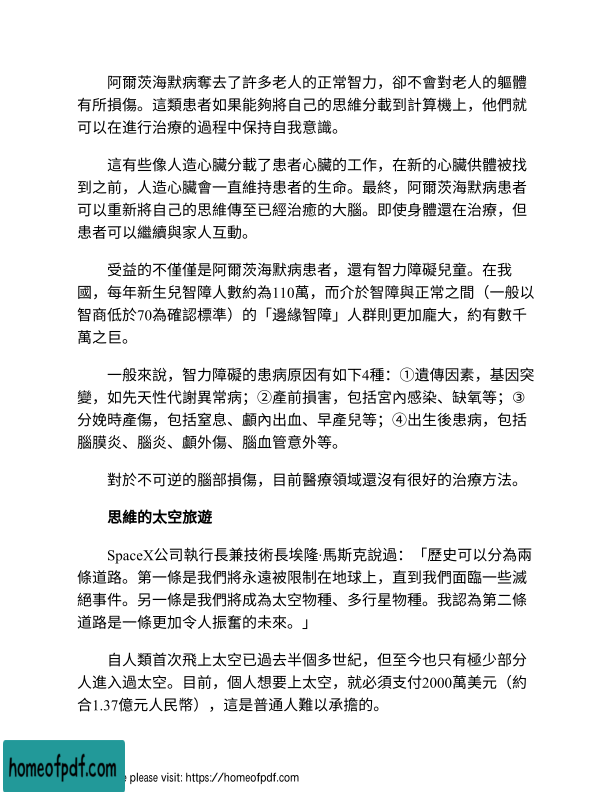 阿爾茨海默病奪去了許多老人的正常智力，卻不會對老人的軀體
有所損傷。這類患者如果能夠將自己的思維分載到計算機上，他們就
可以在進行治療的過程中保持自我意識。
這有些像人造心臟分載了患者心臟的工作，在新的心臟供體被找
到之前，人造心臟會一直維持患者的生命。最終，阿爾茨海默病患者
可以重新將自己的思維傳至已經治癒的大腦。即使身體還在治療，但
患者可以繼續與家人互動。
受益的不僅僅是阿爾茨海默病患者，還有智力障礙兒童。在我
國，每年新生兒智障人數約為110萬，而介於智障與正常之間（一般以
智商低於70為確認標準）的「邊緣智障」人群則更加龐大，約有數千
萬之巨。
一般來說，智力障礙的患病原因有如下4種：①遺傳因素，基因突
變，如先天性代謝異常病；②產前損害，包括宮內感染、缺氧等；③
分娩時產傷，包括窒息、顱內出血、早產兒等；④出生後患病，包括
腦膜炎、腦炎、顱外傷、腦血管意外等。
對於不可逆的腦部損傷，目前醫療領域還沒有很好的治療方法。
思維的太空旅遊
SpaceX公司執行長兼技術長埃隆·馬斯克說過：「歷史可以分為兩
條道路。第一條是我們將永遠被限制在地球上，直到我們面臨一些滅
絕事件。另一條是我們將成為太空物種、多行星物種。我認為第二條
道路是一條更加令人振奮的未來。」
自人類首次飛上太空已過去半個多世紀，但至今也只有極少部分
人進入過太空。目前，個人想要上太空，就必須支付2000萬美元（約
合1.37億元人民幣），這是普通人難以承擔的。
homeofpdf.com
e please visit: https://homeofpdf.com